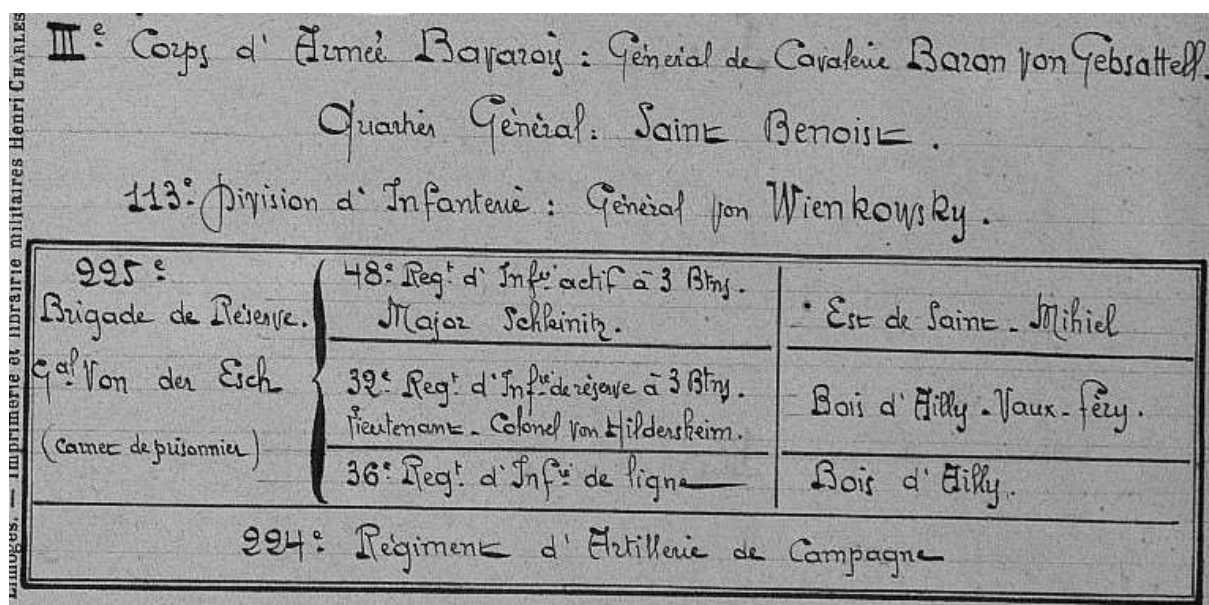 IIIe Corps d' Armeé Bavarois : Général de Cavalerie Baron von Gebsattell.
Quartier Général : Saint Benoist.
113e Division d' Infanterie : Général von Wienkowsky.
225e
Brigade de Réserve.
Gal Von der Esch
(Carnet de prisonnier)
48e Regt d' Infie actif à 3 Btns.
Major Schleinitz.
Est de Saint-Mihiel
32e Regt d' Infie de réserve à 3 Btns.
Lieutenant-Colonel von Hildersheim.
Bois d' Ailly - Vaux-féry.
36e Regt d' Infie de ligne
Bois d' Ailly.
224e Régiment d' Artillerie de Campagne
Limoges. — Imprimerie et librairie militaires Henri CHARLES